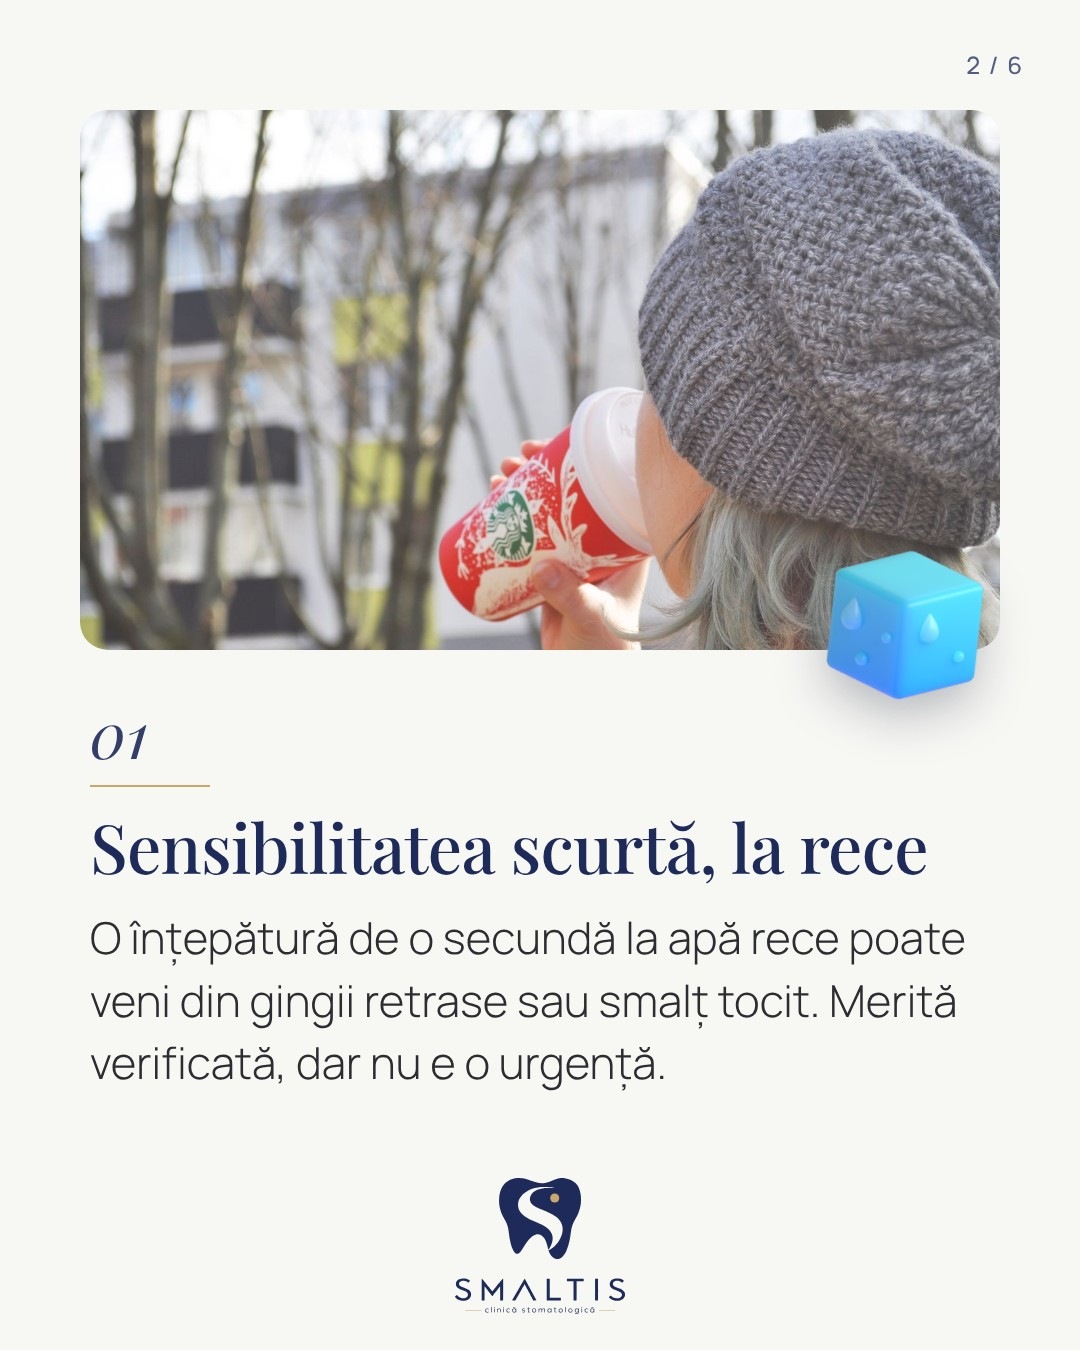 2 / 6
01
Sensibilitatea scurtă, la rece
O înțepătură de o secundă la apă rece poate
veni din gingii retrase sau smalț tocit. Merită
verificată, dar nu e o urgență.
SMALTIS
clinică stomatologică